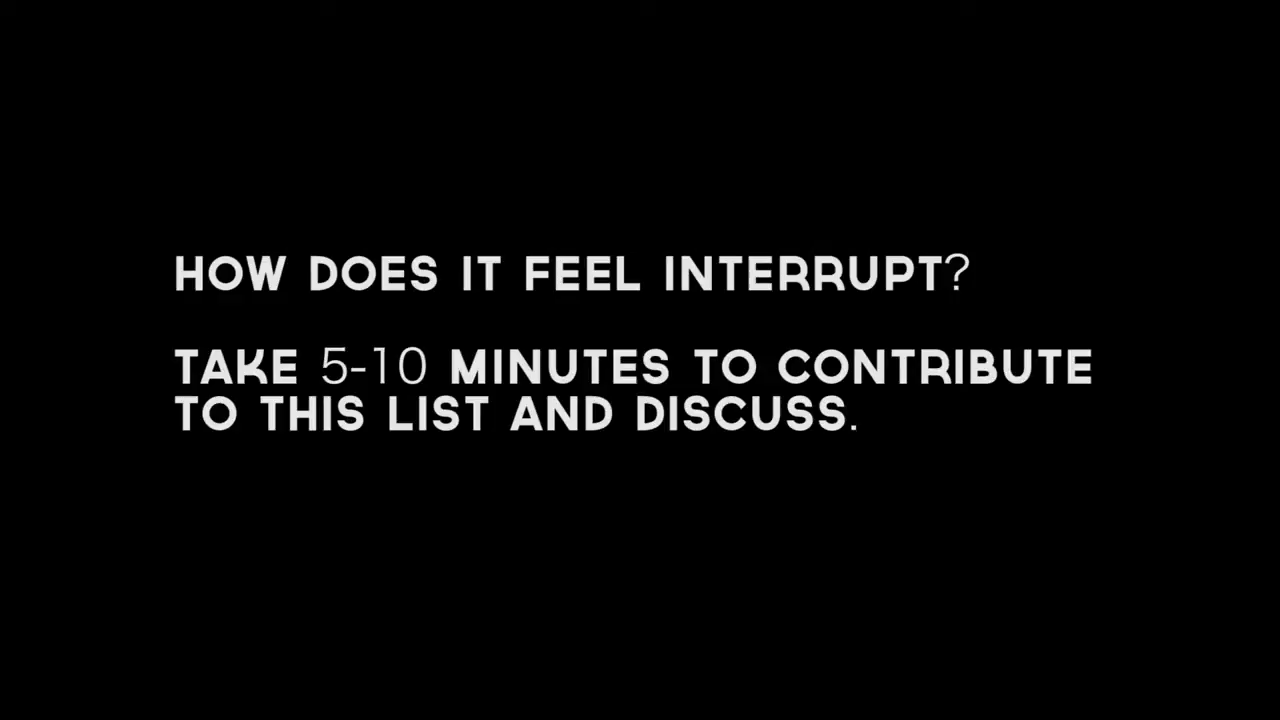 HOW DOES IT FEEL INTERRUPT?
TAKE 5-10 MINUTES TO CONTRIBUTE
TO THIS LIST AND DISCUSS.